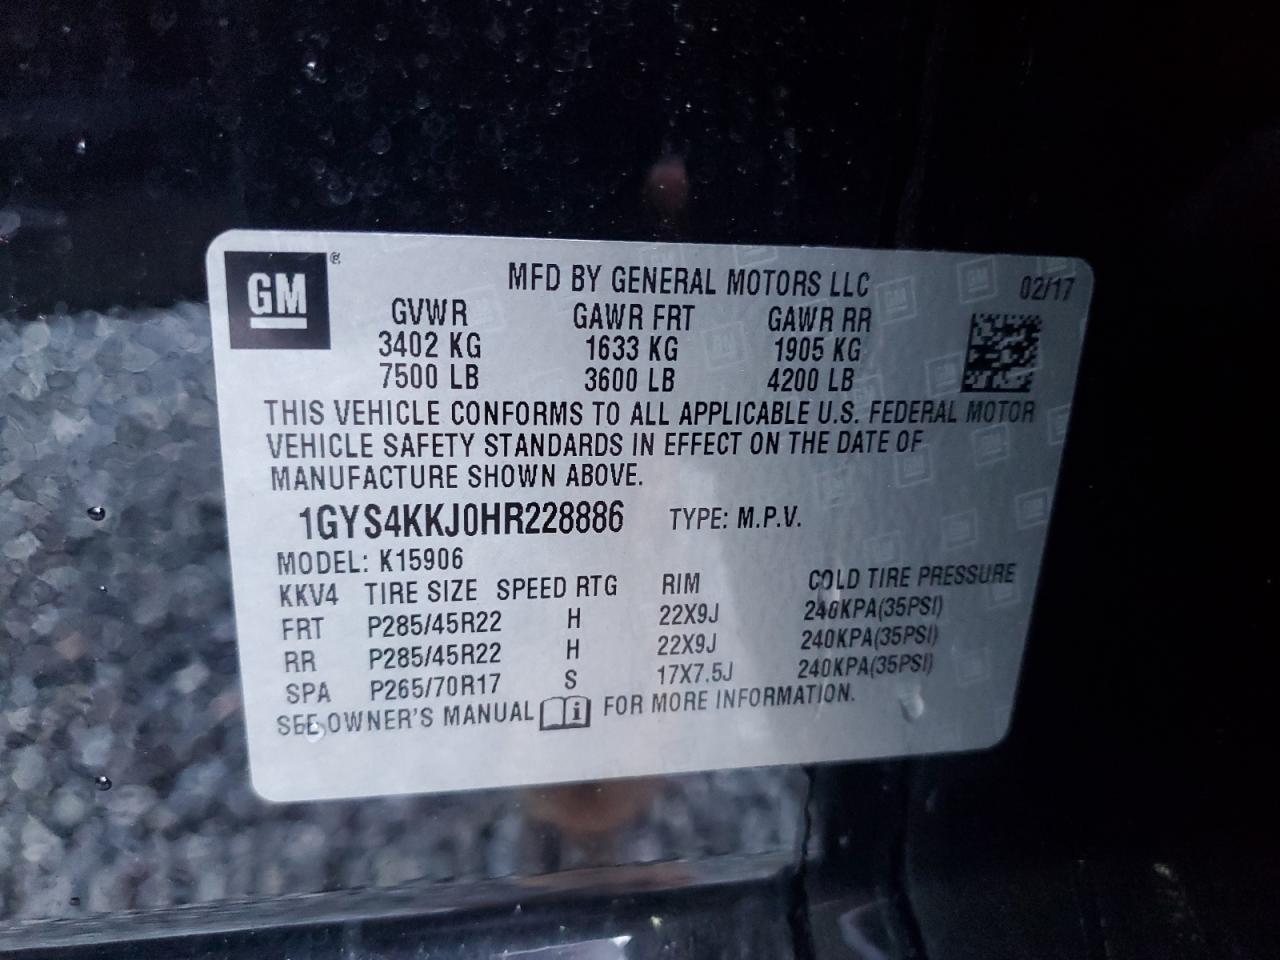 GM®
MFD BY GENERAL MOTORS LLC 02/17
GVWR GAWR FRT GAWR RR
3402 KG 1633 KG 1905 KG
7500 LB 3600 LB 4200 LB
THIS VEHICLE CONFORMS TO ALL APPLICABLE U.S. FEDERAL MOTOR
VEHICLE SAFETY STANDARDS IN EFFECT ON THE DATE OF
MANUFACTURE SHOWN ABOVE.
1GYS4KKJ0HR228886 TYPE: M.P.V.
MODEL: K15906
KKV4 TIRE SIZE SPEED RTG RIM COLD TIRE PRESSURE
FRT P285/45R22 H 22X9J 240KPA(35PSI)
RR P285/45R22 H 22X9J 240KPA(35PSI)
SPA P265/70R17 S 17X7.5J 240KPA(35PSI)
SEE OWNER'S MANUAL i FOR MORE INFORMATION.